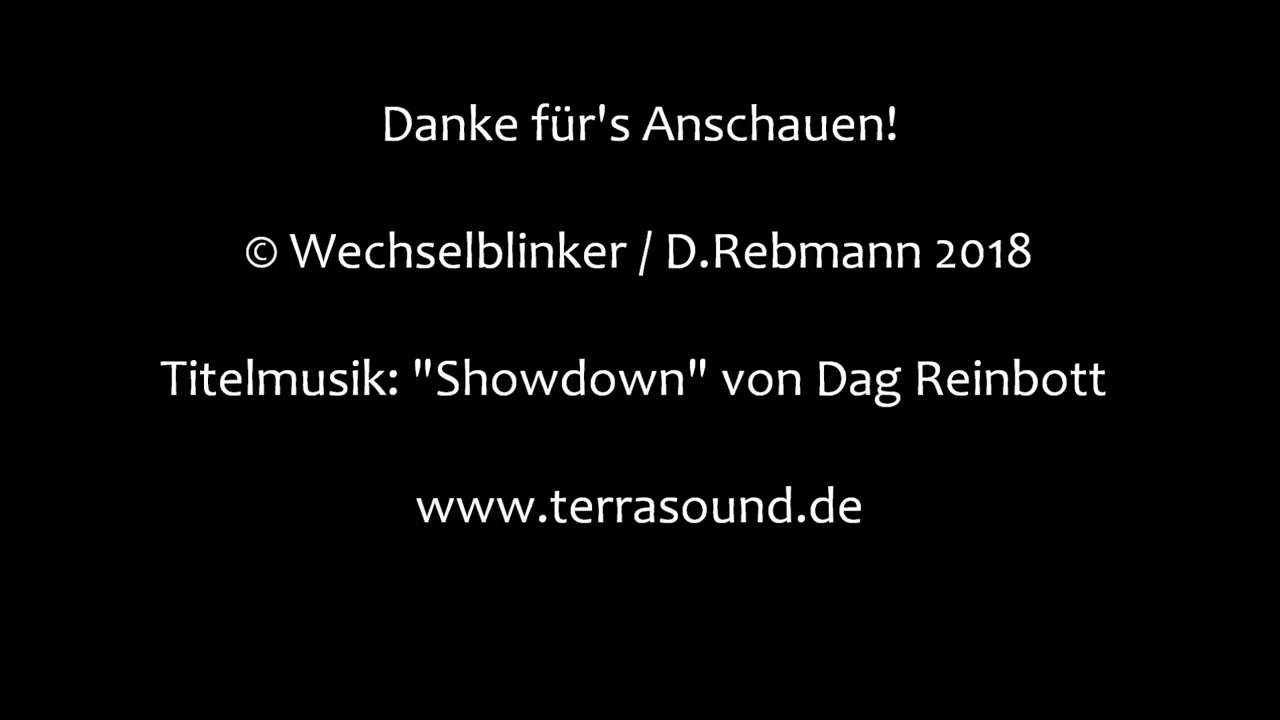 Danke für's Anschauen!
© Wechselblinker / D.Rebmann 2018
Titelmusik: "Showdown" von Dag Reinbott
www.terrasound.de